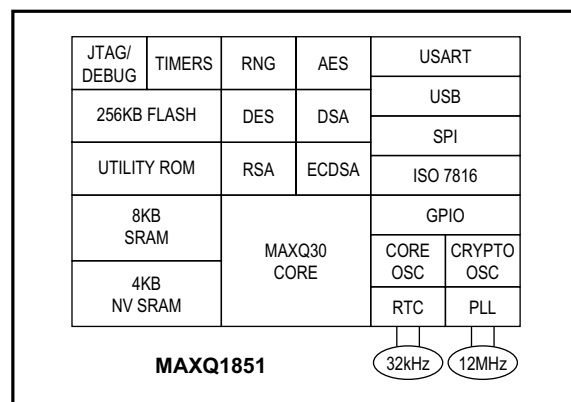 JTAG/
DEBUG
TIMERS
RNG
AES
USART
USB
256KB FLASH
DES
DSA
SPI
UTILITY ROM
RSA
ECDSA
ISO 7816
8KB
SRAM
MAXQ30
CORE
GPIO
CORE
OSC
CRYPTO
OSC
4KB
NV SRAM
RTC
PLL
MAXQ1851
32kHz
12MHz